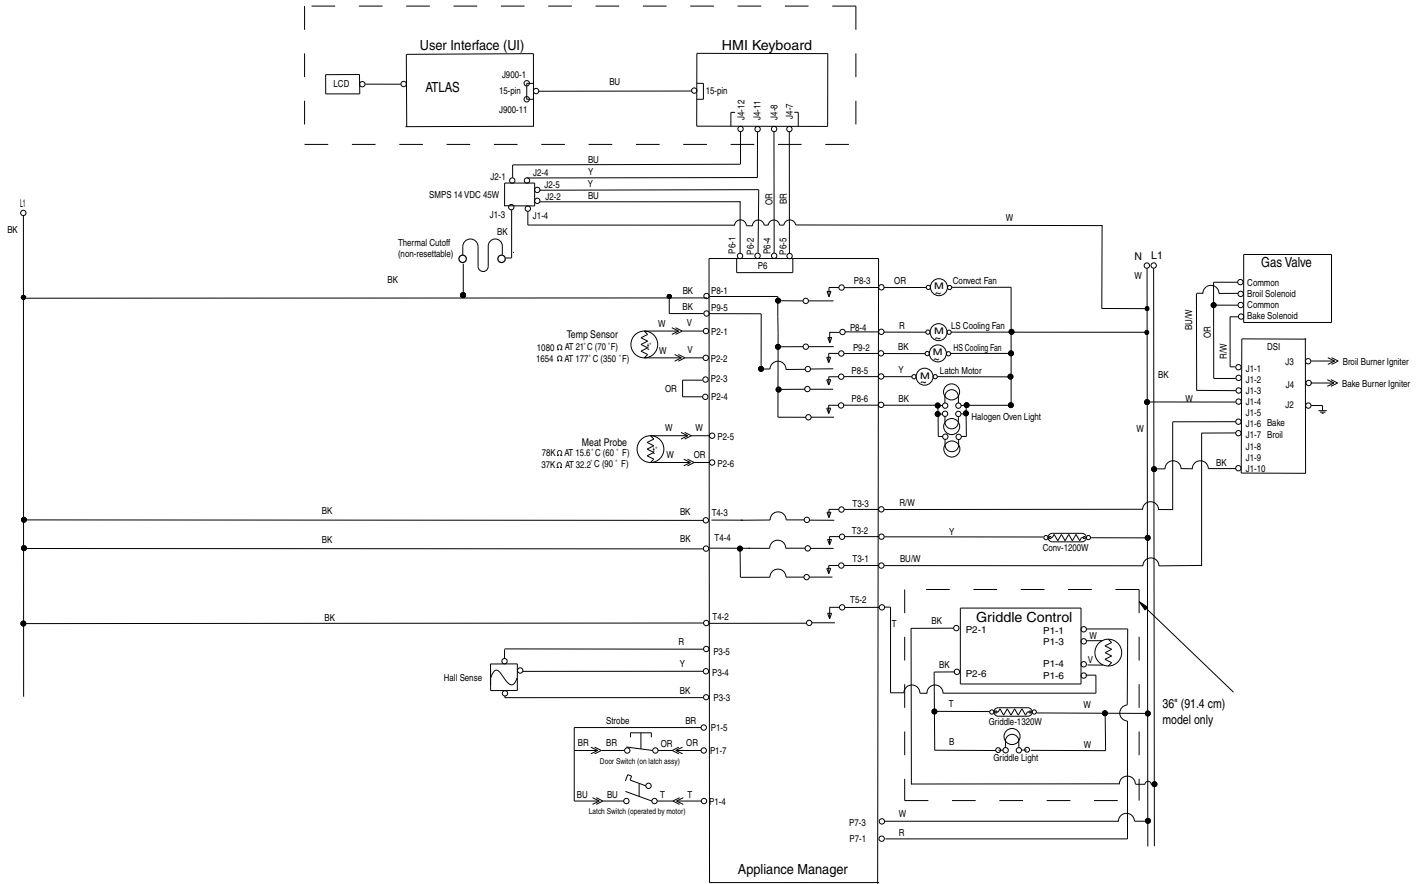 User Interface (UI)
HMI Keyboard
LCD
ATLAS
J900-1
15-pin
J900-11
BU
15-pin
J4-12
J4-11
J4-8
J4-7
BU
J2-1
J2-4
Y
J2-5
Y
SMPS 14 VDC 45W
J2-2
BU
OR
BR
J1-3
J1-4
W
L1
BK
BK
Thermal Cutoff
(non-resettable)
P6-1
P6-2
P6-4
P6-5
P6
N
L1
W
Gas Valve
BK
BK
P8-1
P8-3
OR
M
Convect Fan
Common
Broil Solenoid
Common
Bake Solenoid
BK
P9-5
BU/W
OR
R/W
Temp Sensor
1080 Ω AT 21˚C (70 ˚F)
1654 Ω AT 177˚C (350 ˚F)
W
V
P2-1
W
V
P2-2
P8-4
R
M
LS Cooling Fan
P9-2
BK
M
HS Cooling Fan
P8-5
Y
M
Latch Motor
DSI
J3
Broil Burner Igniter
J4
Bake Burner Igniter
J2
J1-1
J1-2
J1-3
J1-4
J1-5
J1-6 Bake
J1-7 Broil
J1-8
J1-9
J1-10
BK
W
W
BK
OR
P2-3
P2-4
P8-6
BK
Halogen Oven Light
Meat Probe
78KΩ AT 15.6˚C (60 ˚F)
37KΩ AT 32.2˚C (90 ˚F)
W
W
P2-5
W
OR
P2-6
BK
BK
T4-3
T3-3
R/W
BK
BK
T4-4
T3-2
Y
Conv-1200W
T3-1
BU/W
BK
T4-2
T5-2
T
Griddle Control
BK
P2-1
P1-1
P1-3
W
BK
P2-6
P1-4
V
P1-6
T
W
Griddle-1320W
B
W
Griddle Light
36" (91.4 cm)
model only
Hall Sense
R
P3-5
Y
P3-4
BK
P3-3
Strobe
BR
P1-5
BR
BR
OR
OR
P1-7
Door Switch (on latch assy)
BU
BU
T
T
P1-4
Latch Switch (operated by motor)
P7-3
W
P7-1
R
Appliance Manager